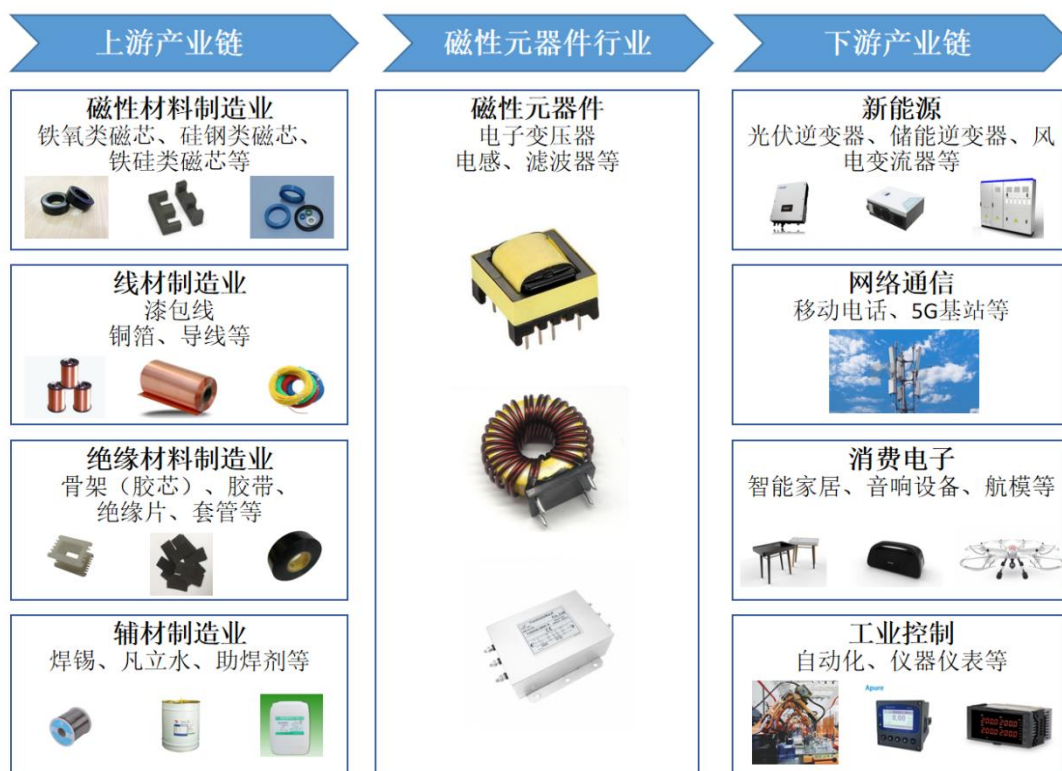 上游产业链
磁性元器件行业
下游产业链
磁性材料制造业
铁氧类磁芯、硅钢类磁芯、
铁硅类磁芯等
线材制造业
漆包线
铜箔、导线等
绝缘材料制造业
骨架（胶芯）、胶带、
绝缘片、套管等
辅材制造业
焊锡、凡立水、助焊剂等
磁性元器件
电子变压器
电感、滤波器等
新能源
光伏逆变器、储能逆变器、风
电变流器等
网络通信
移动电话、5G基站等
消费电子
智能家居、音响设备、航模等
工业控制
自动化、仪器仪表等
Apure